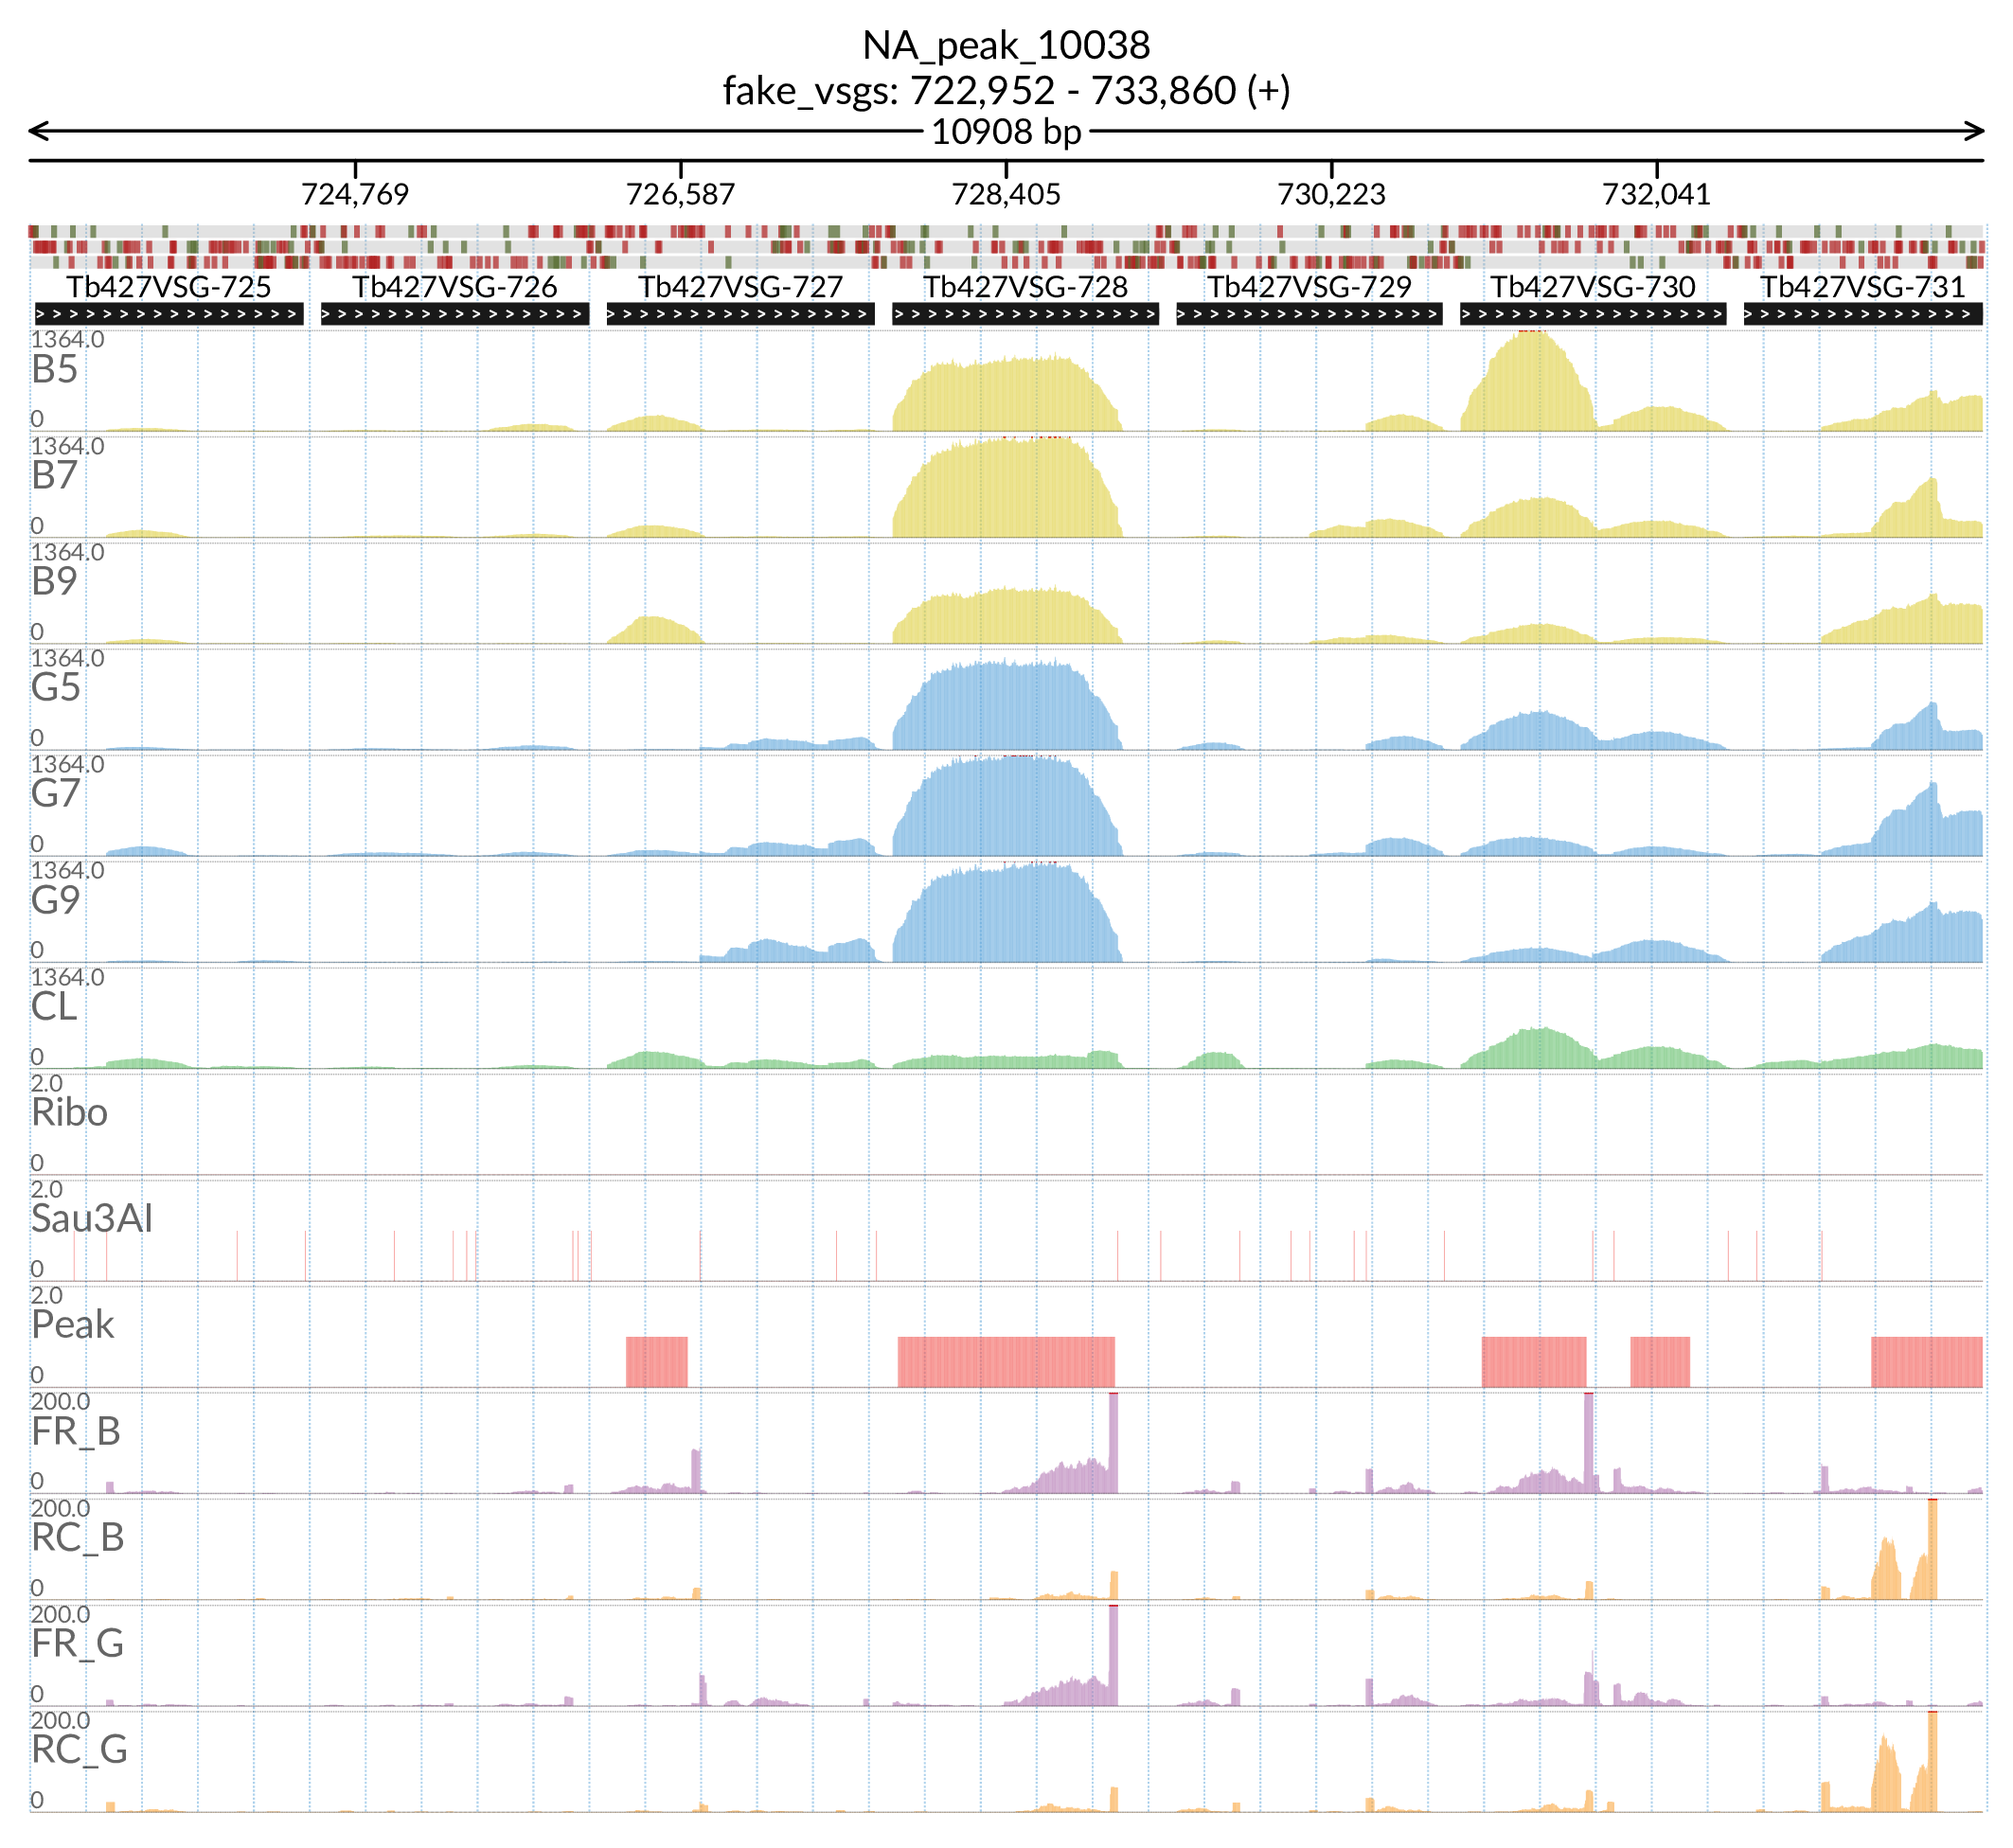 NA_peak_10038
fake_vsgs: 722,952 - 733,860 (+)
10908 bp
724,769 726,587 728,405 730,223 732,041
Tb427VSG-725 Tb427VSG-726 Tb427VSG-727 Tb427VSG-728 Tb427VSG-729 Tb427VSG-730 Tb427VSG-731
1364.0
B5
0
1364.0
B7
0
1364.0
B9
0
1364.0
G5
0
1364.0
G7
0
1364.0
G9
0
1364.0
CL
0
2.0
Ribo
0
2.0
Sau3AI
0
2.0
Peak
0
200.0
FR_B
0
200.0
RC_B
0
200.0
FR_G
0
200.0
RC_G
0